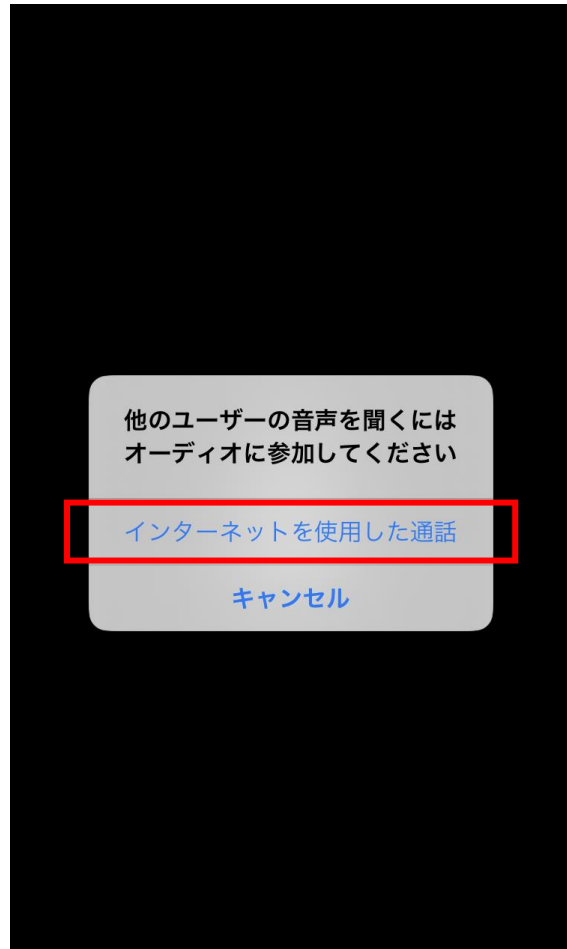 他のユーザーの音声を聞くには
オーディオに参加してください
インターネットを使用した通話
キャンセル